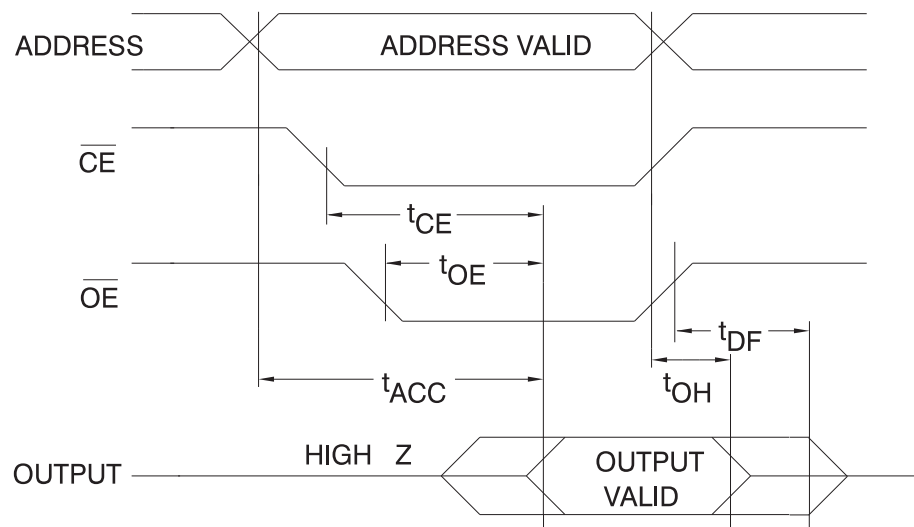 ADDRESS
ADDRESS VALID
CE
tCE
tOE
OE
tDF
tACC
tOH
HIGH Z
OUTPUT
OUTPUT
VALID